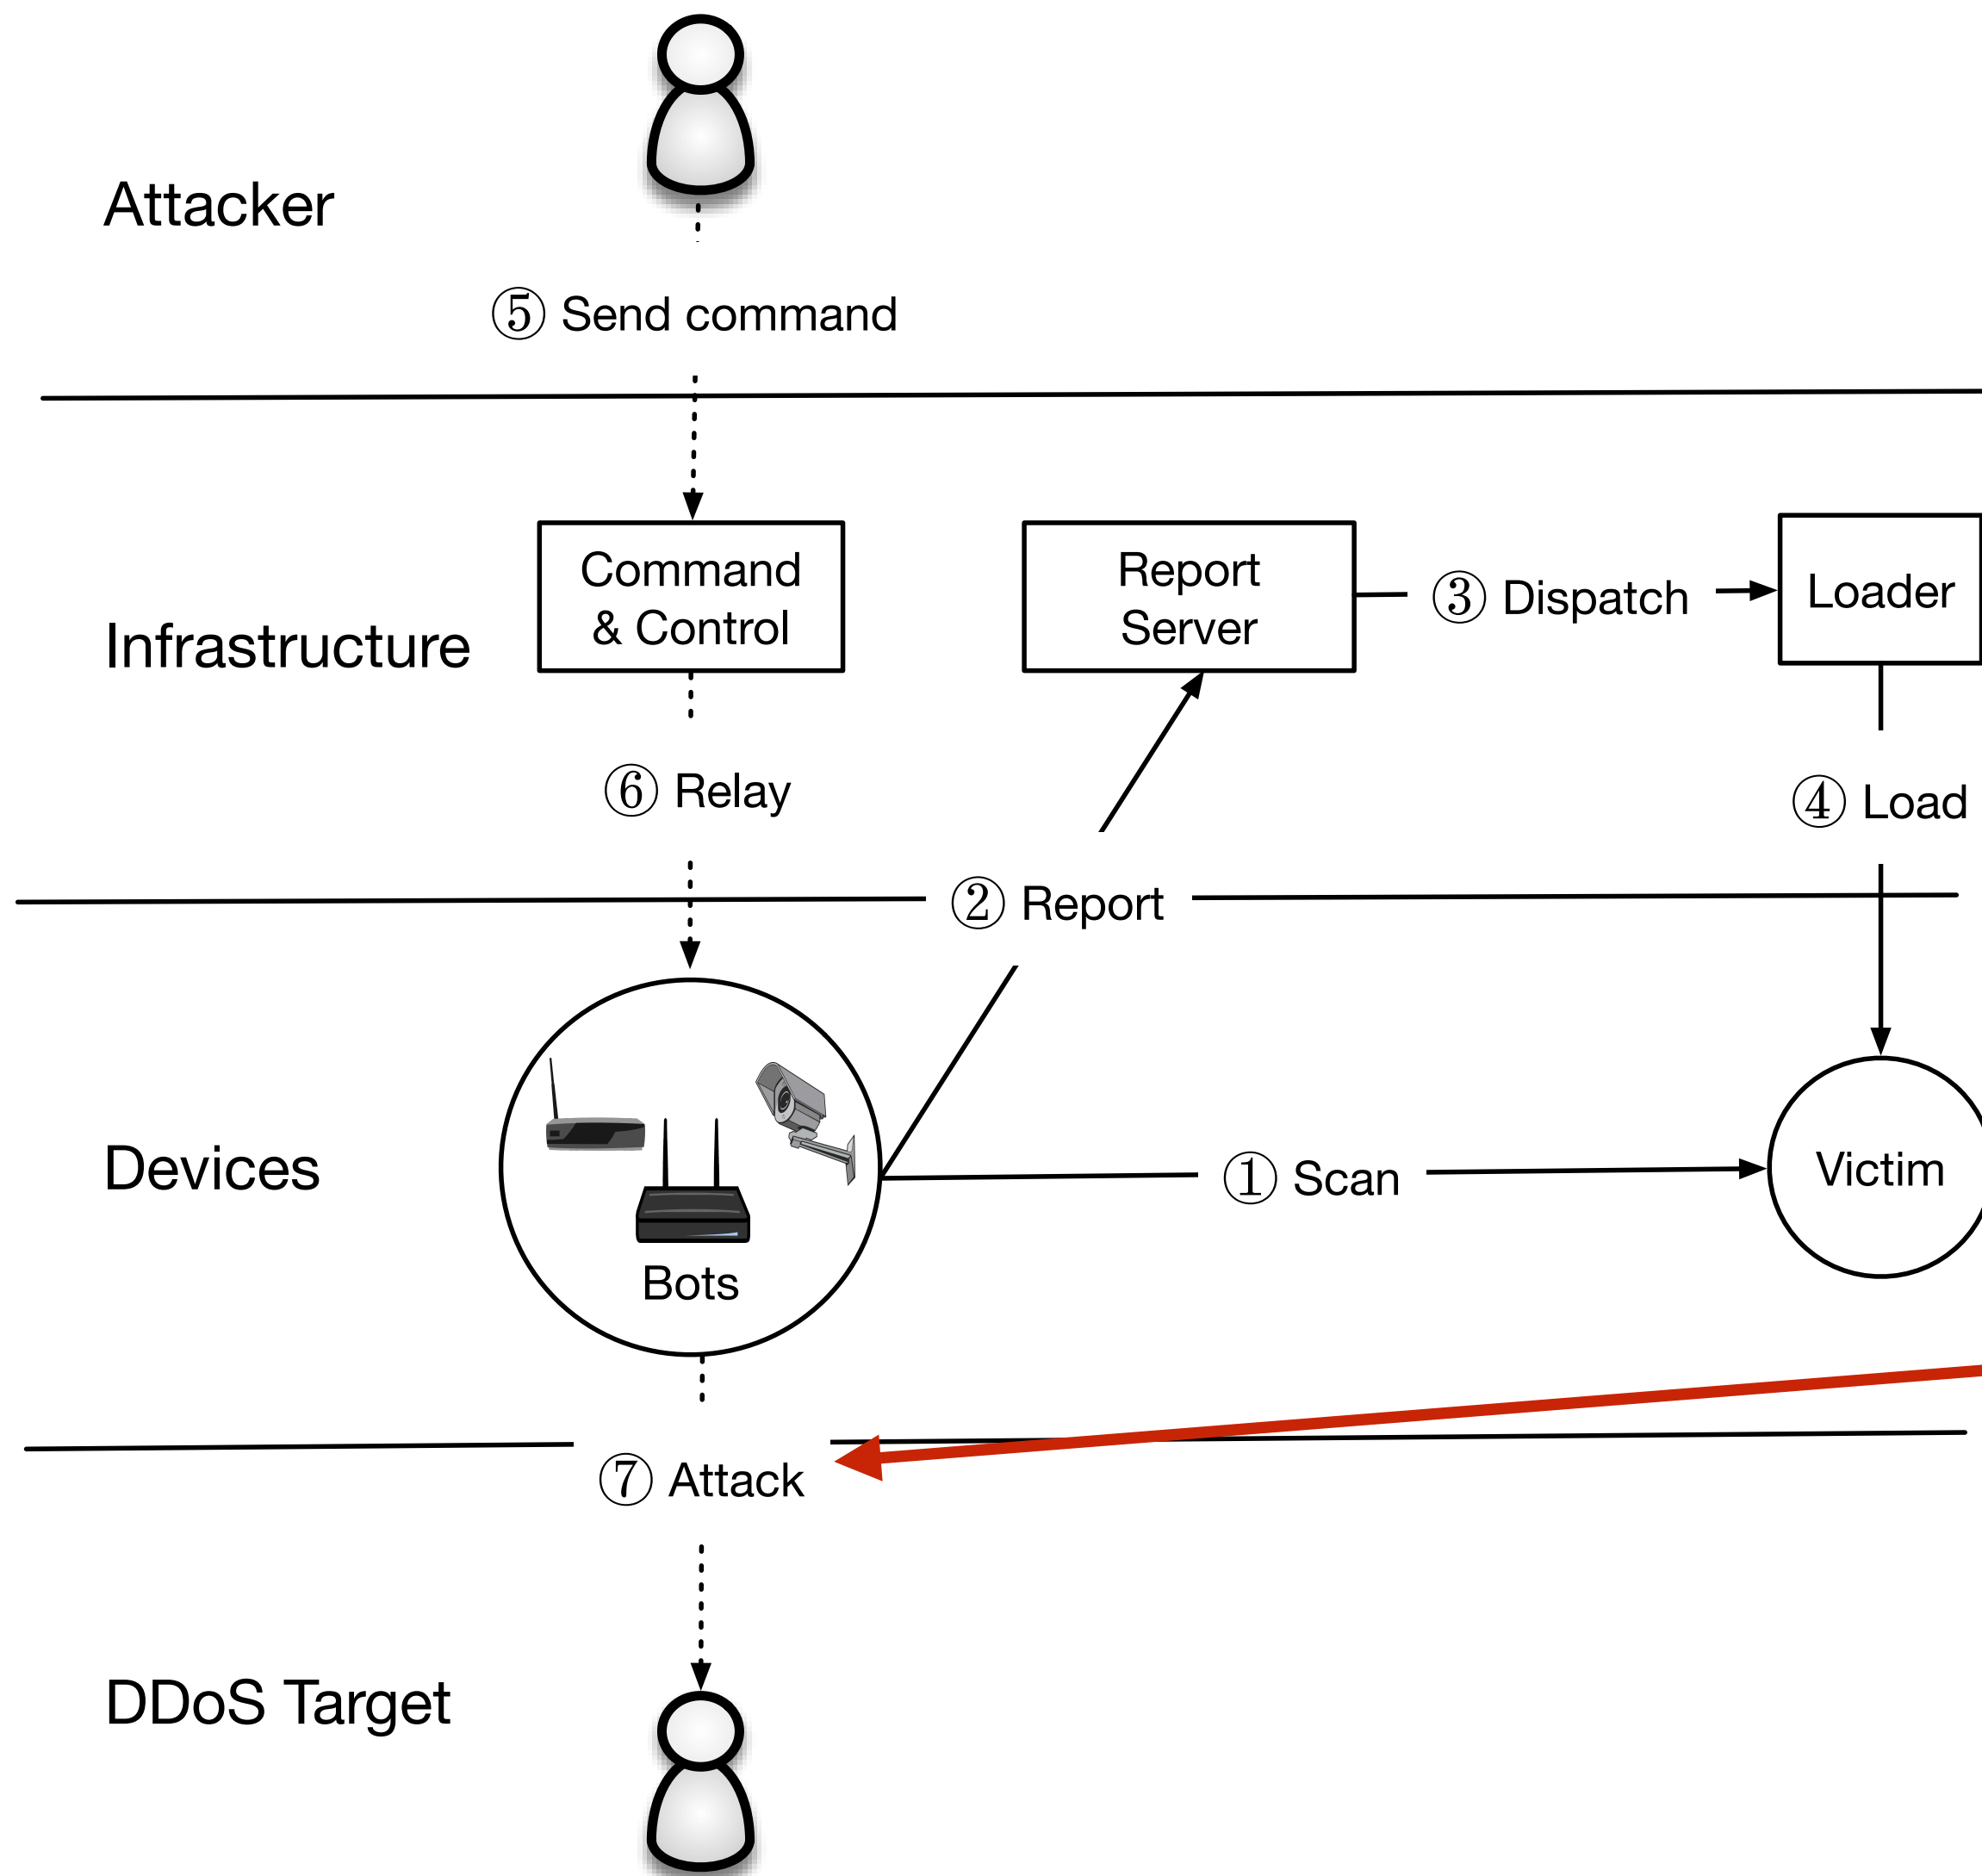 Attacker
⑤ Send command
Infrastructure
Command
& Control
Report
Server
③ Dispatch
Loader
⑥ Relay
④ Load
② Report
Devices
Bots
① Scan
Victim
⑦ Attack
DDoS Target